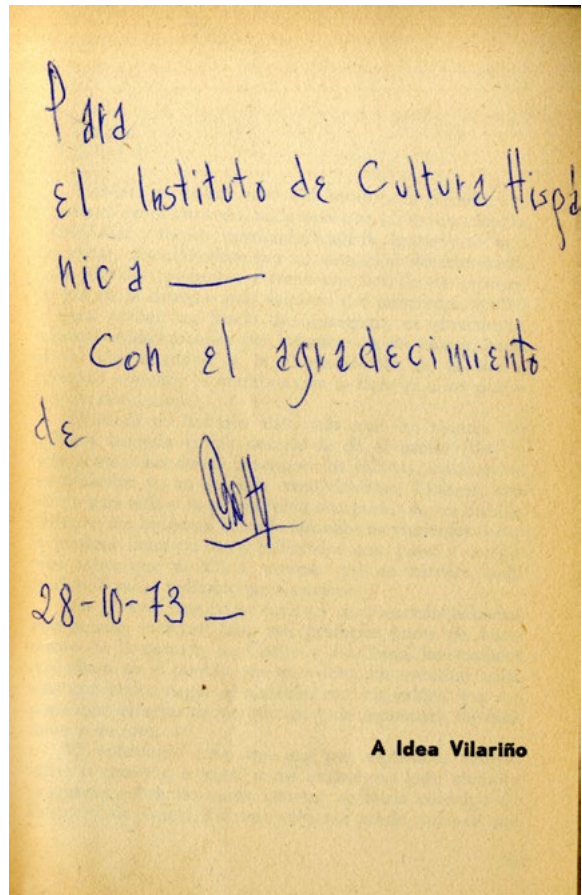 Para
el Instituto de Cultura Hispá
nica —
Con el agradecimiento
de
28-10-73 —
A Idea Vilariño